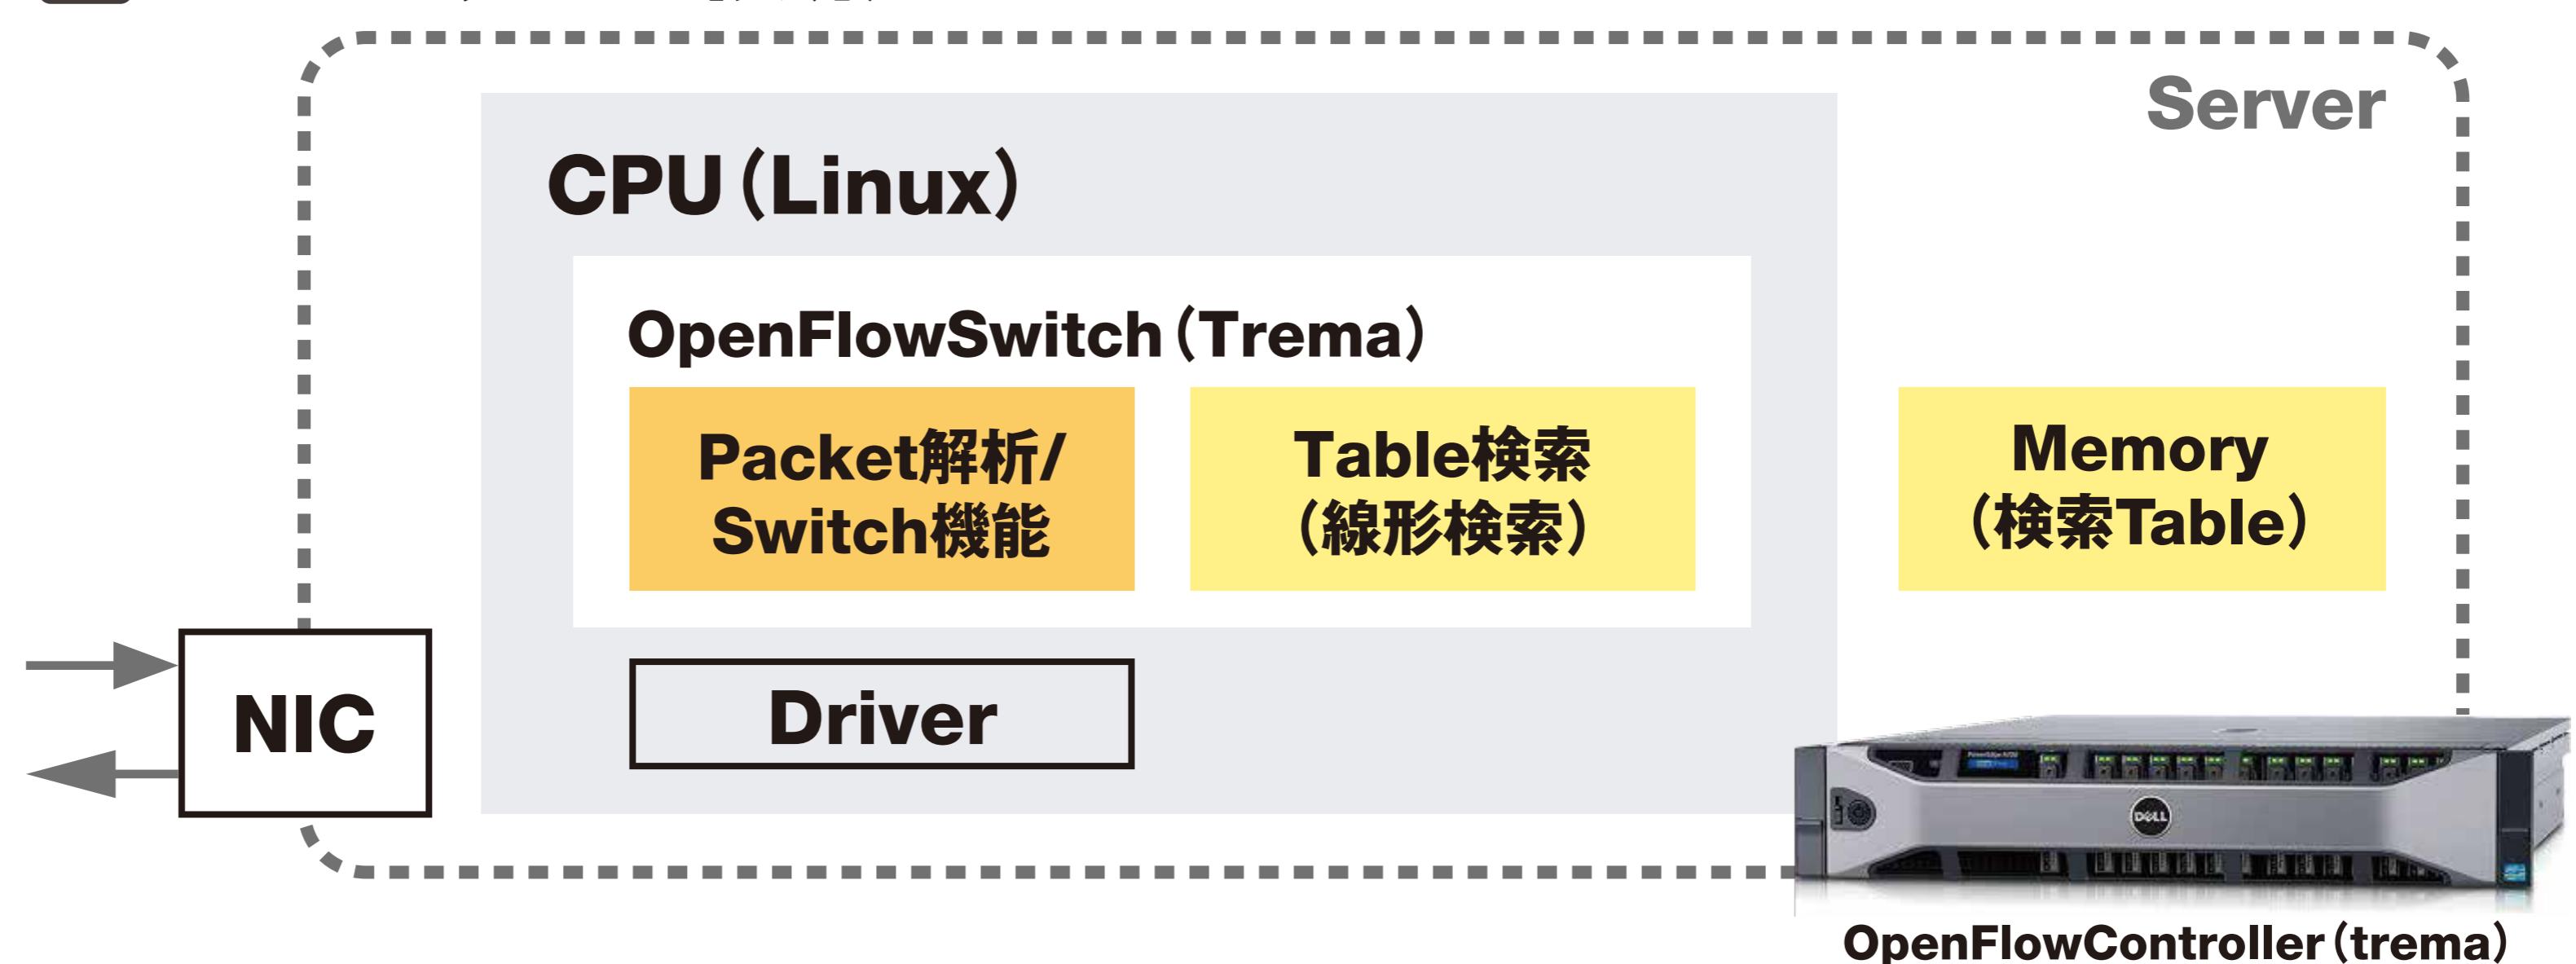 Server
CPU（Linux）
OpenFlowSwitch（Trema）
Packet解析/
Switch機能
Table検索
（線形検索）
Memory
（検索Table）
NIC
Driver
DELL
OpenFlowController（trema）